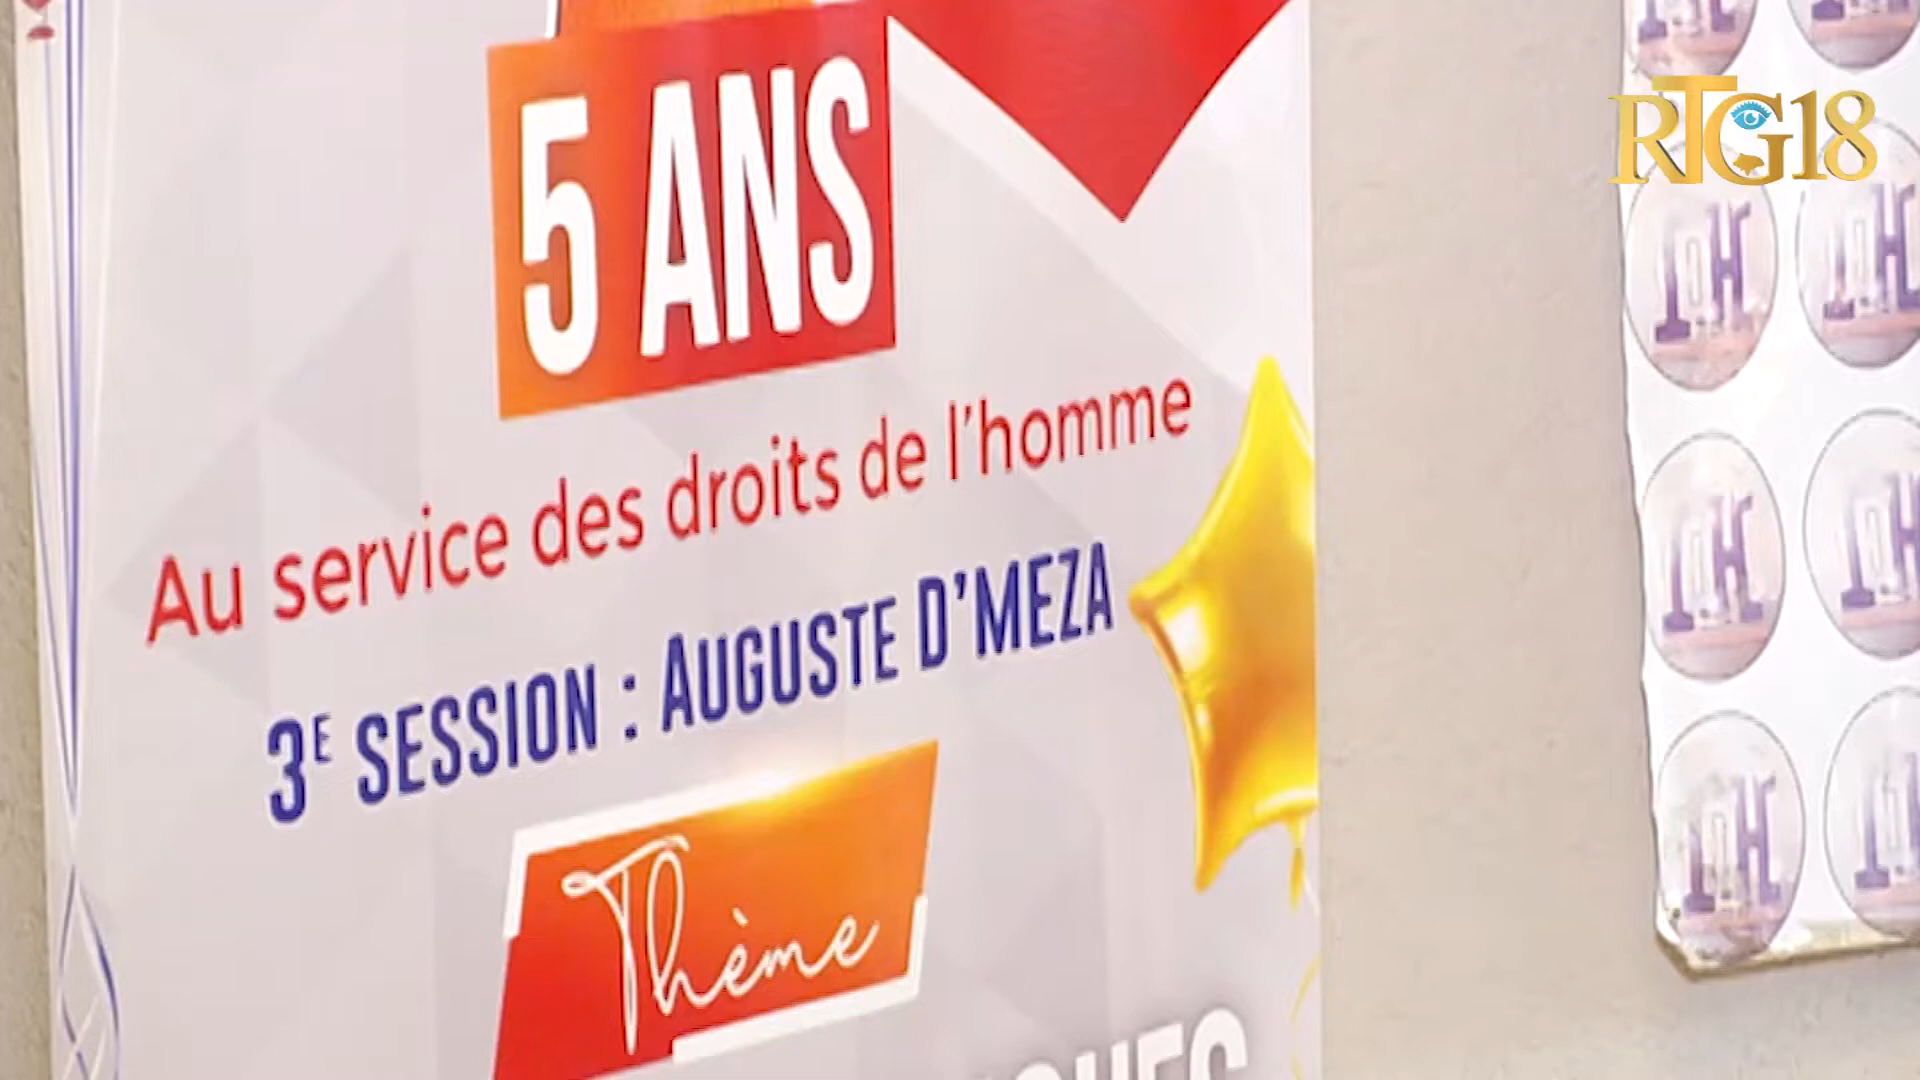 RTG18
5 ANS
Au service des droits de l'homme
3E SESSION : AUGUSTE D'MEZA
Thème